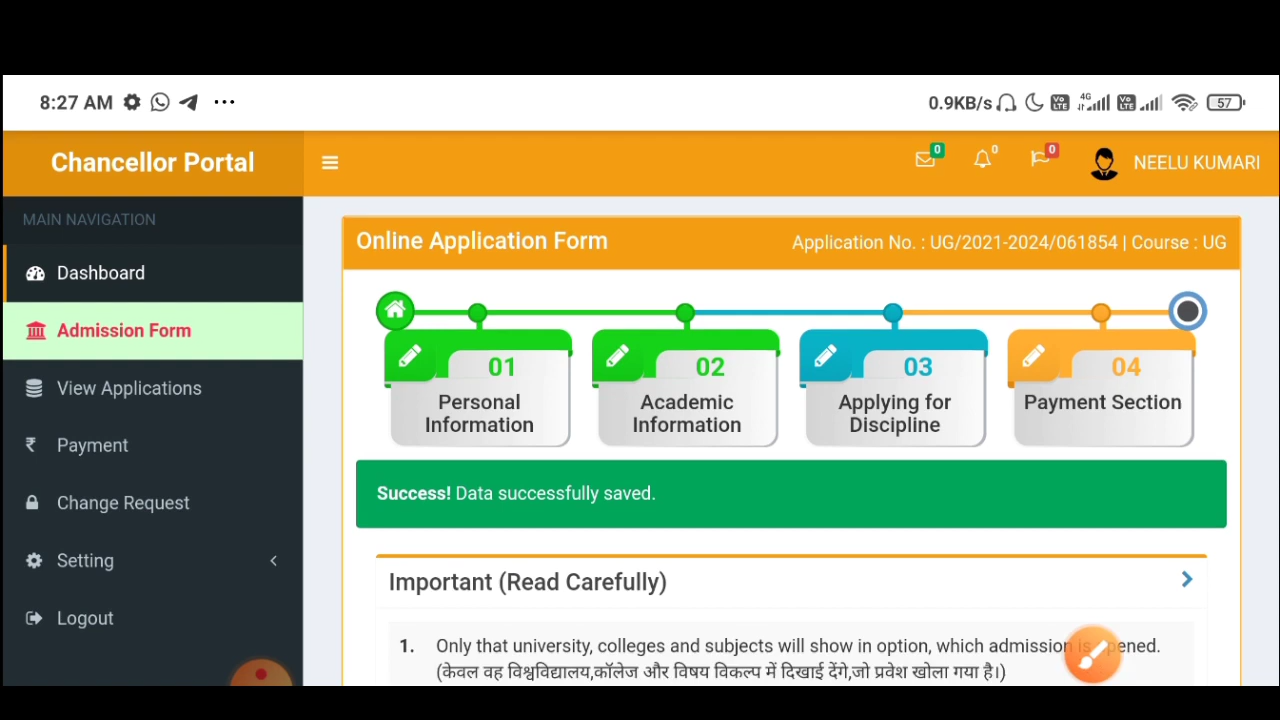 8:27 AM ...
0.9KB/s 4G 57
Chancellor Portal
0 0 0 NEELU KUMARI
MAIN NAVIGATION
Dashboard
Admission Form
View Applications
Payment
Change Request
Setting
Logout
Online Application Form
Application No. : UG/2021-2024/061854 | Course : UG
01
Personal
Information
02
Academic
Information
03
Applying for
Discipline
04
Payment Section
Success! Data successfully saved.
Important (Read Carefully)
1. Only that university, colleges and subjects will show in option, which admission
(केवल वह विश्वविद्यालय,कॉलेज और विषय विकल्प में दिखाई देंगे,जो प्रवेश खोला गया है।)